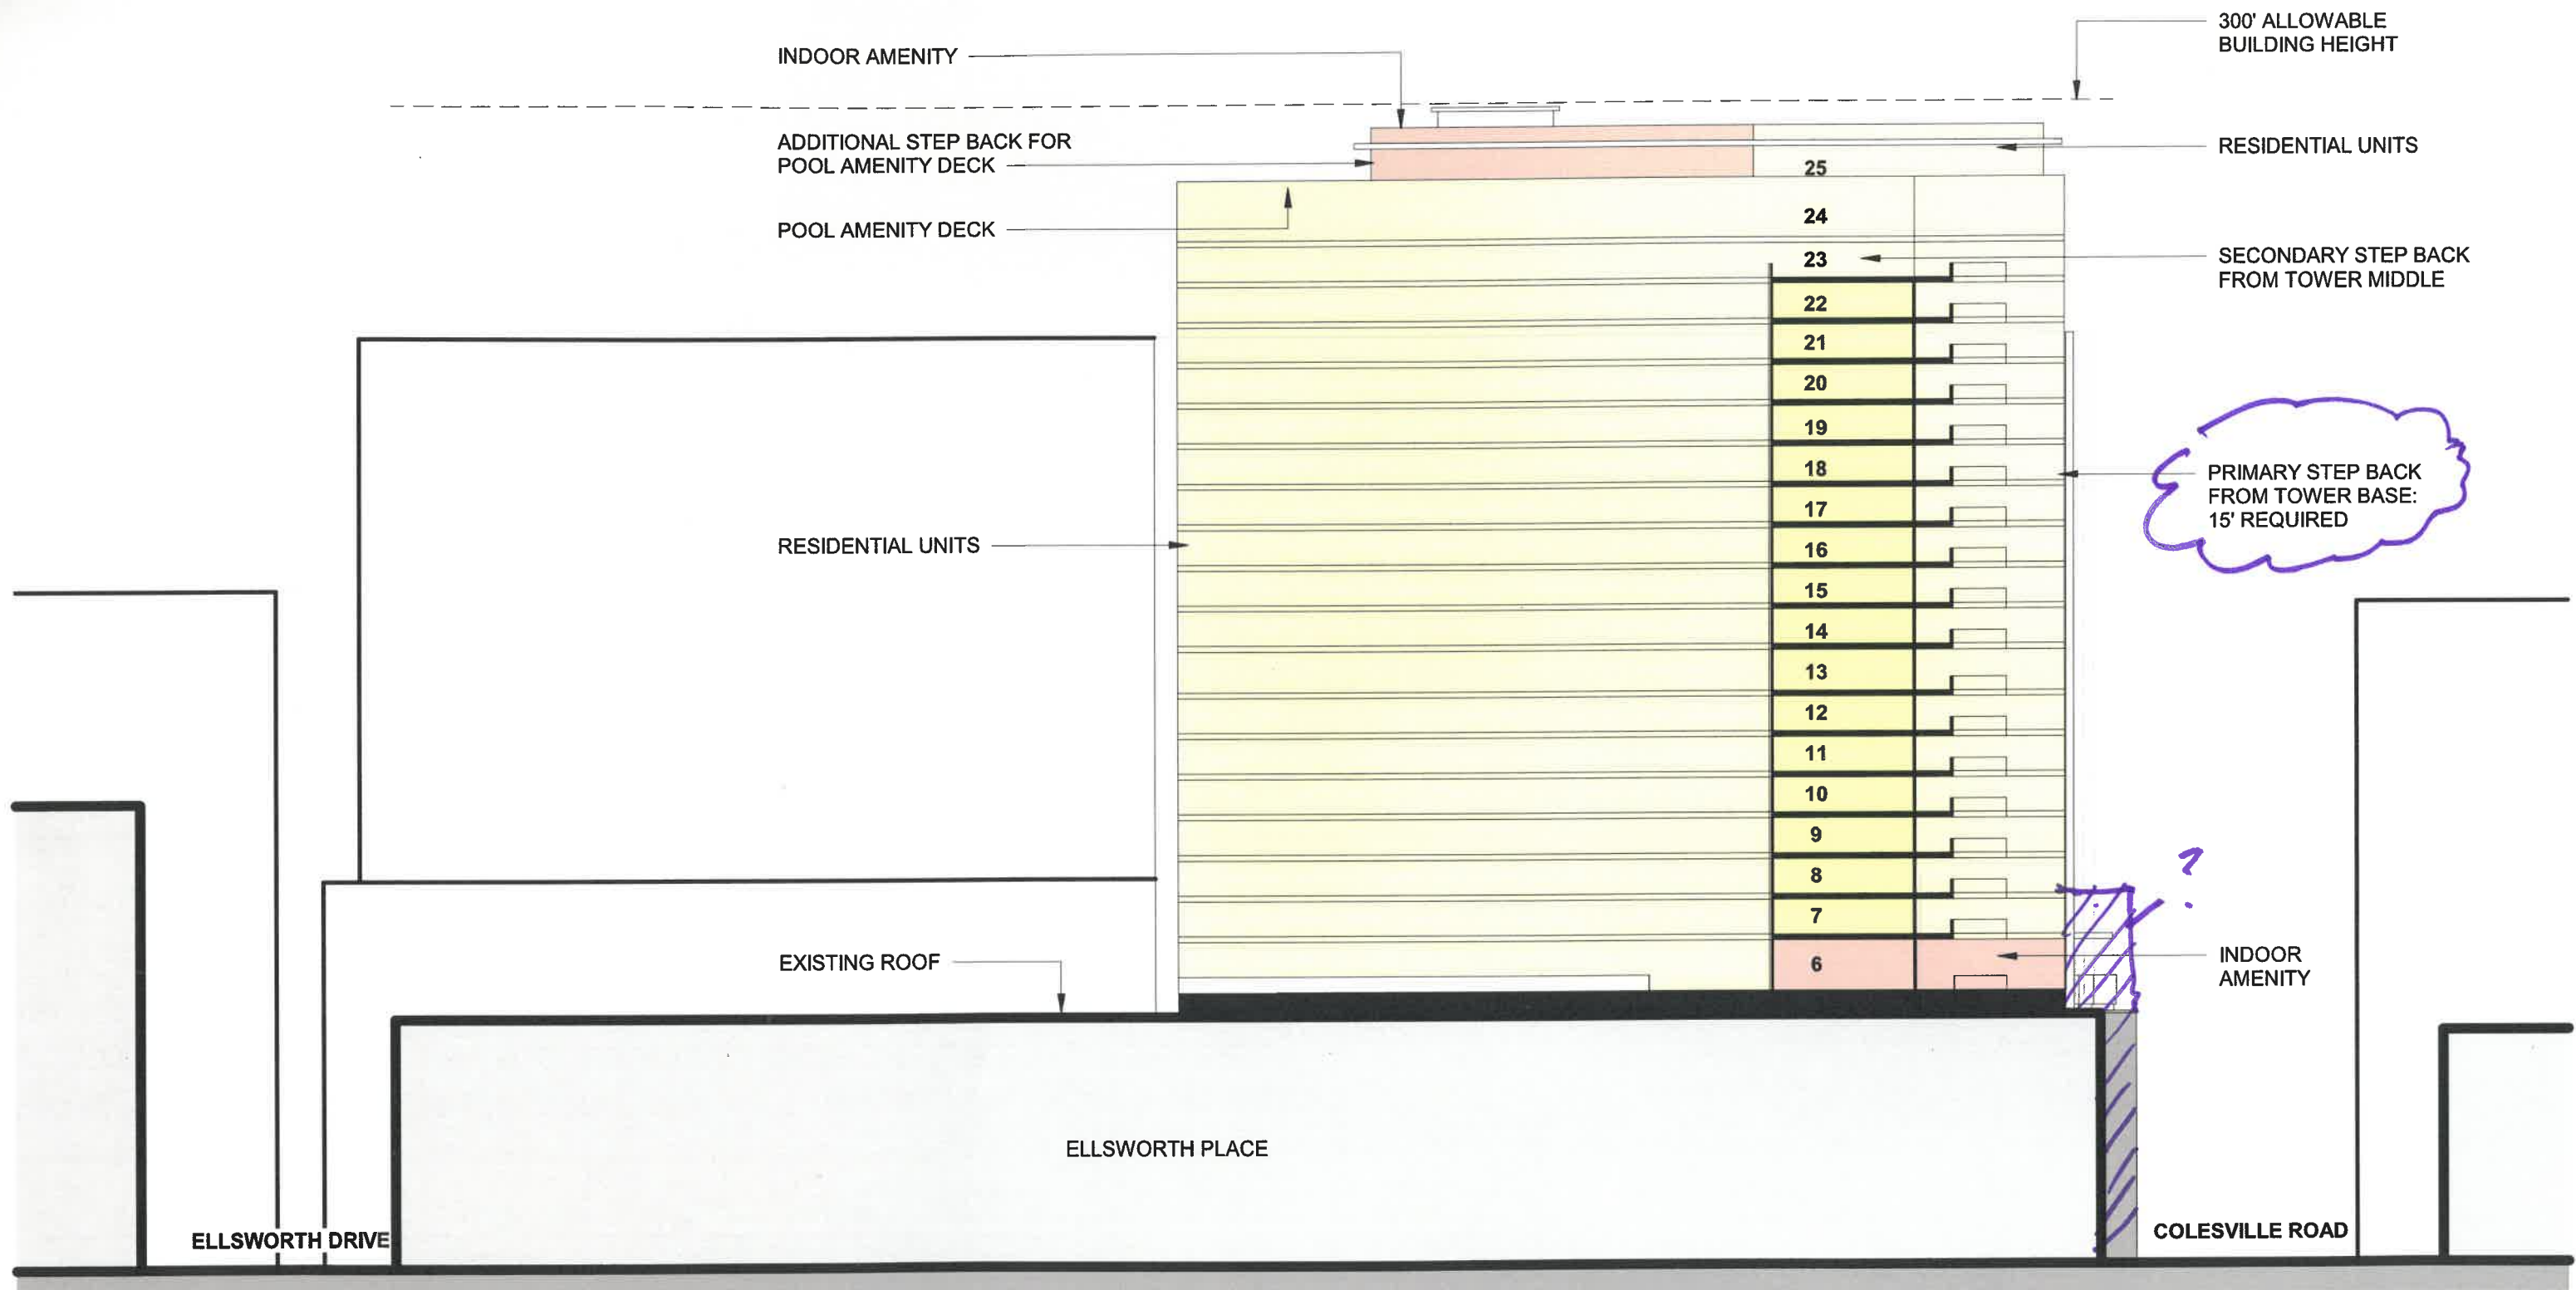 300' ALLOWABLE
BUILDING HEIGHT
INDOOR AMENITY
ADDITIONAL STEP BACK FOR
POOL AMENITY DECK
RESIDENTIAL UNITS
25
POOL AMENITY DECK
24
23
SECONDARY STEP BACK
FROM TOWER MIDDLE
22
21
20
19
18
PRIMARY STEP BACK
FROM TOWER BASE:
15' REQUIRED
17
RESIDENTIAL UNITS
16
15
14
13
12
11
10
9
8
?
7
EXISTING ROOF
6
INDOOR
AMENITY
ELLSWORTH PLACE
ELLSWORTH DRIVE
COLESVILLE ROAD